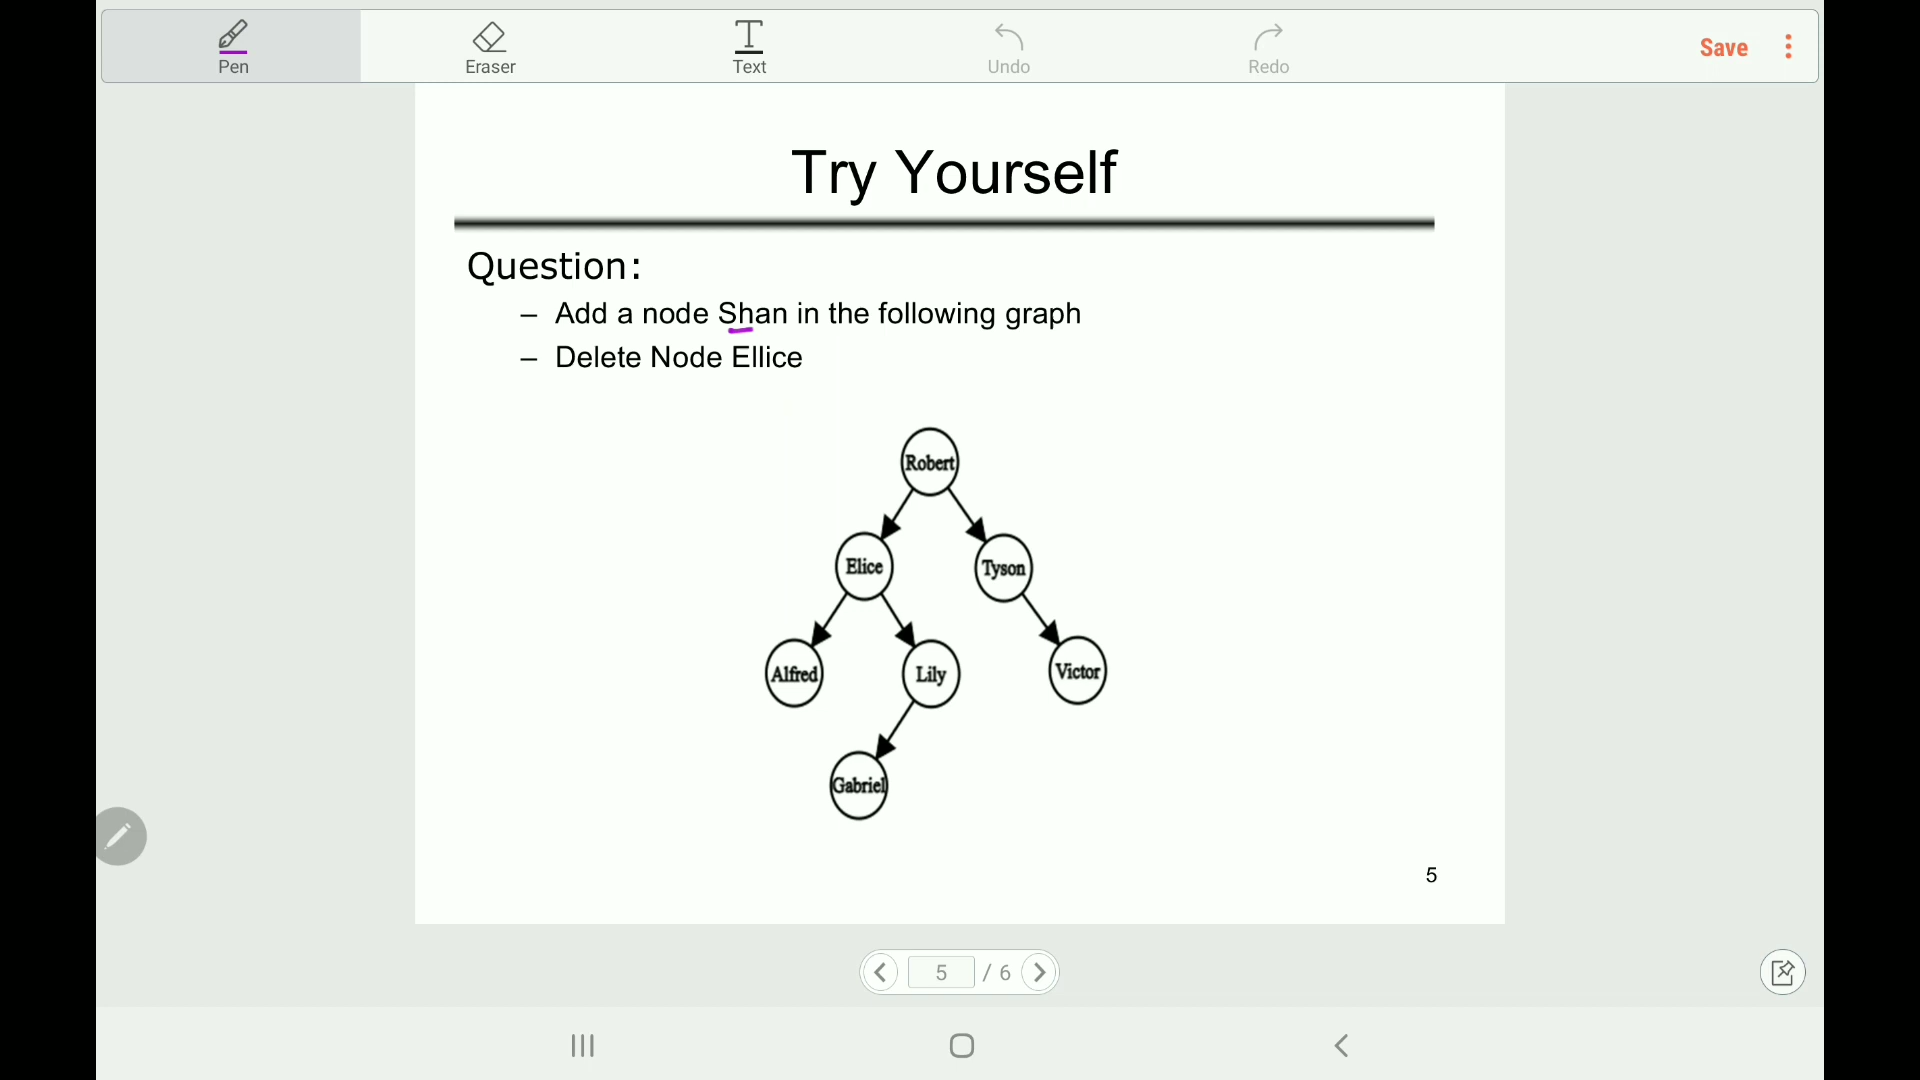 Pen
Eraser
Text
Undo
Redo
Save
Try Yourself
Question:
– Add a node Shan in the following graph
– Delete Node Ellice
Robert
Elice
Tyson
Alfred
Lily
Victor
Gabriel
5
5 / 6